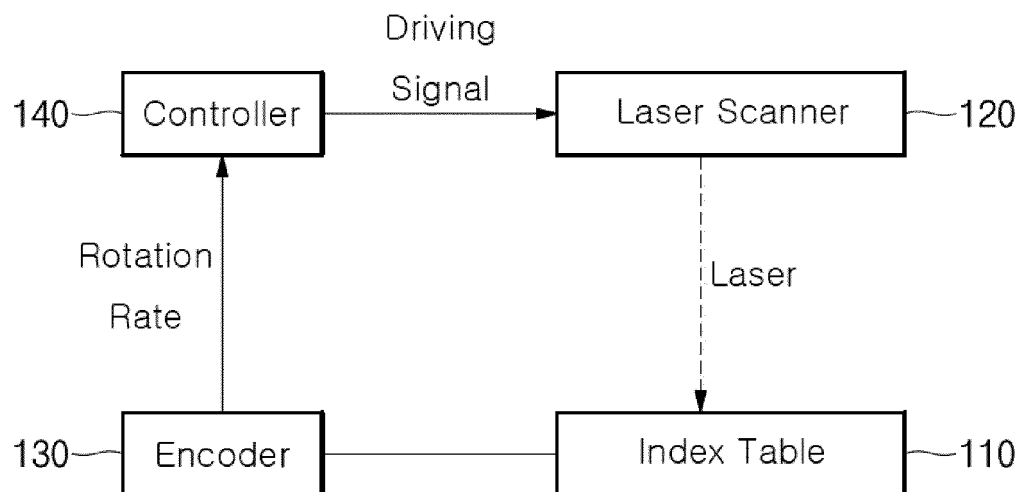 Driving
Signal
140
Controller
Laser Scanner
120
Rotation
Rate
Laser
130
Encoder
Index Table
110